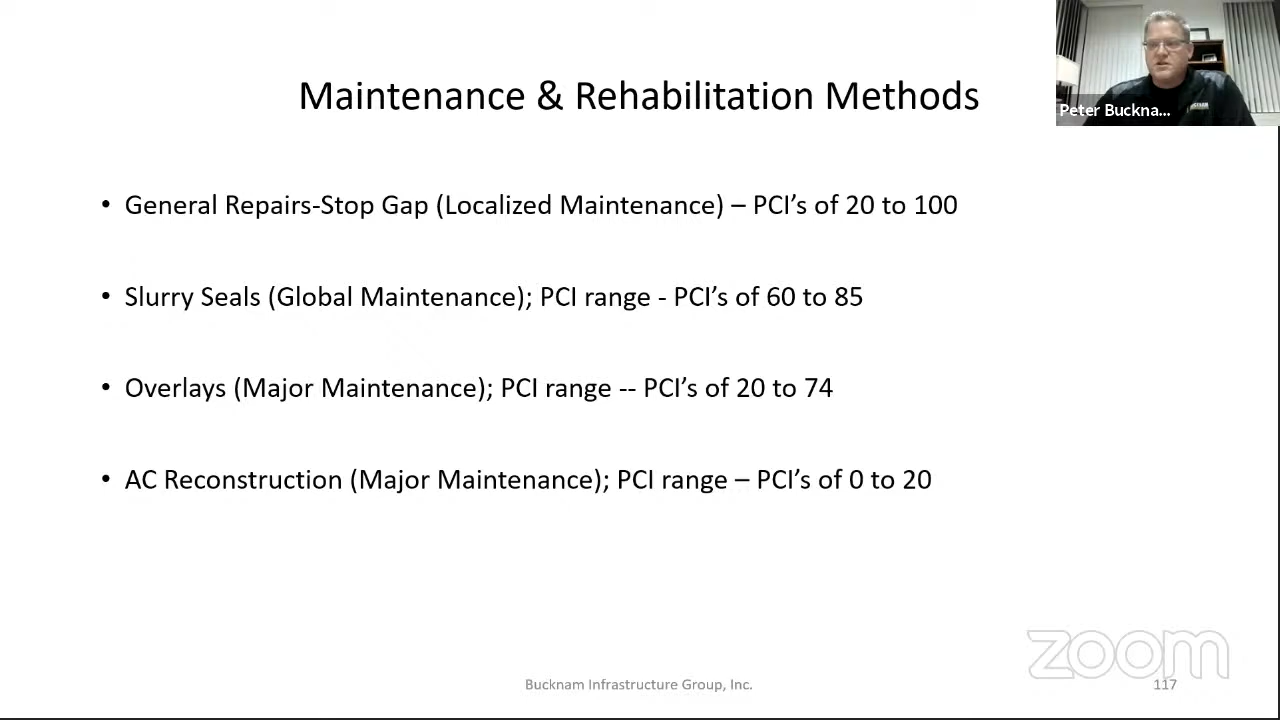 Maintenance & Rehabilitation Methods
Peter Buckna...
• General Repairs-Stop Gap (Localized Maintenance) – PCI’s of 20 to 100
• Slurry Seals (Global Maintenance); PCI range - PCI’s of 60 to 85
• Overlays (Major Maintenance); PCI range -- PCI’s of 20 to 74
• AC Reconstruction (Major Maintenance); PCI range – PCI’s of 0 to 20
zoom
Bucknam Infrastructure Group, Inc.
117